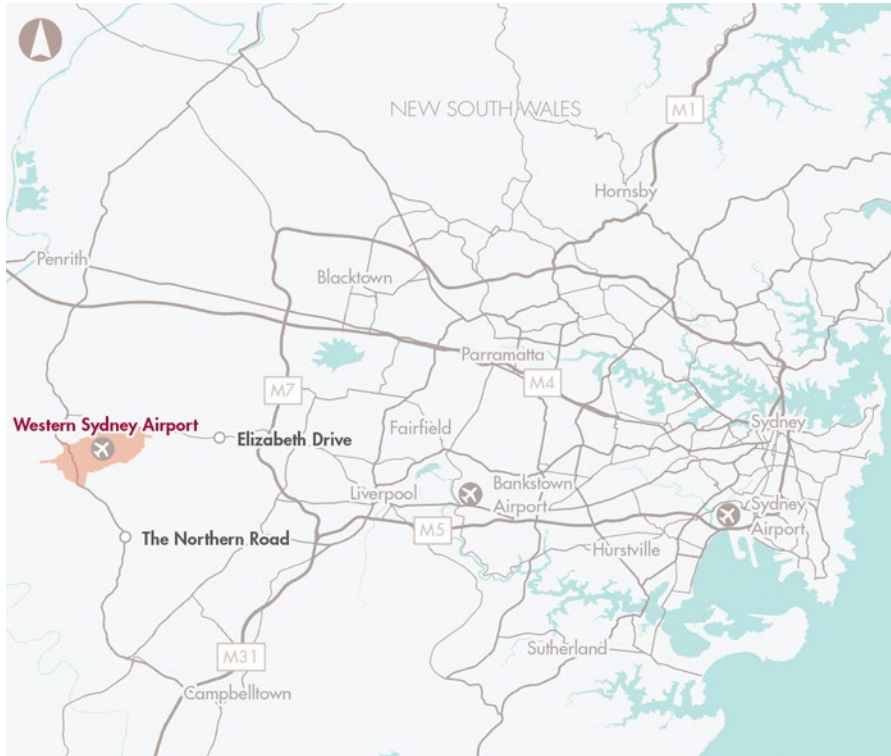 NEW SOUTH WALES
M1
Hornsby
Penrith
Blacktown
Parramatta
M4
M7
Western Sydney Airport
Elizabeth Drive
Fairfield
Sydney
Liverpool
Bankstown
Airport
Sydney
Airport
M5
The Northern Road
Hurstville
Sutherland
M31
Campbelltown